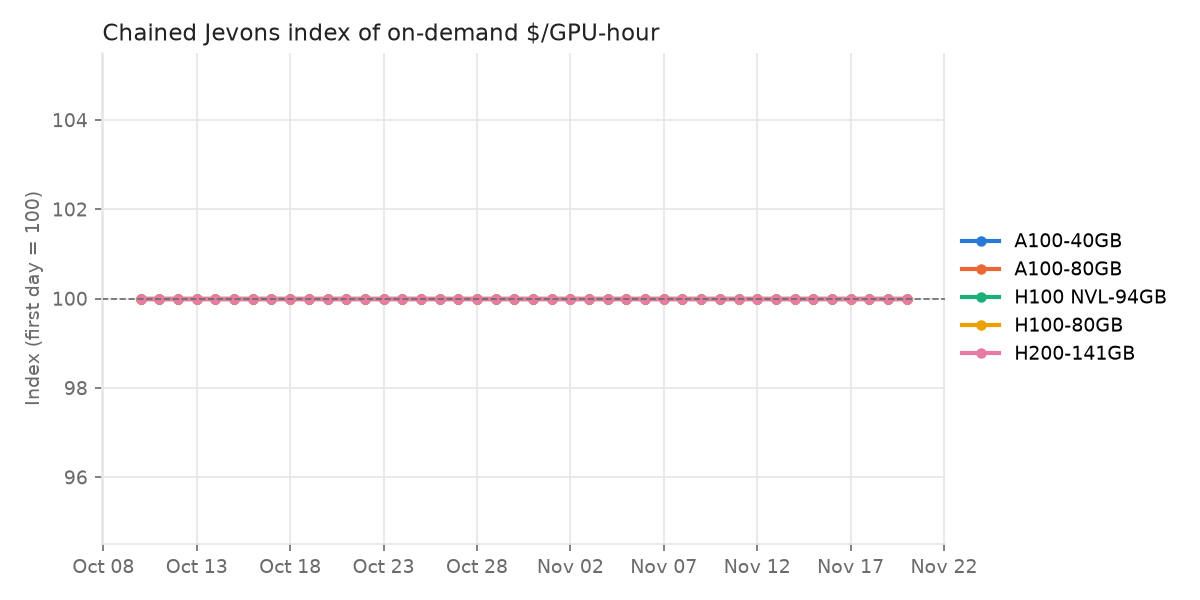 Chained Jevons index of on-demand $/GPU-hour
Index (first day = 100)
104
102
100
98
96
Oct 08
Oct 13
Oct 18
Oct 23
Oct 28
Nov 02
Nov 07
Nov 12
Nov 17
Nov 22
A100-40GB
A100-80GB
H100 NVL-94GB
H100-80GB
H200-141GB